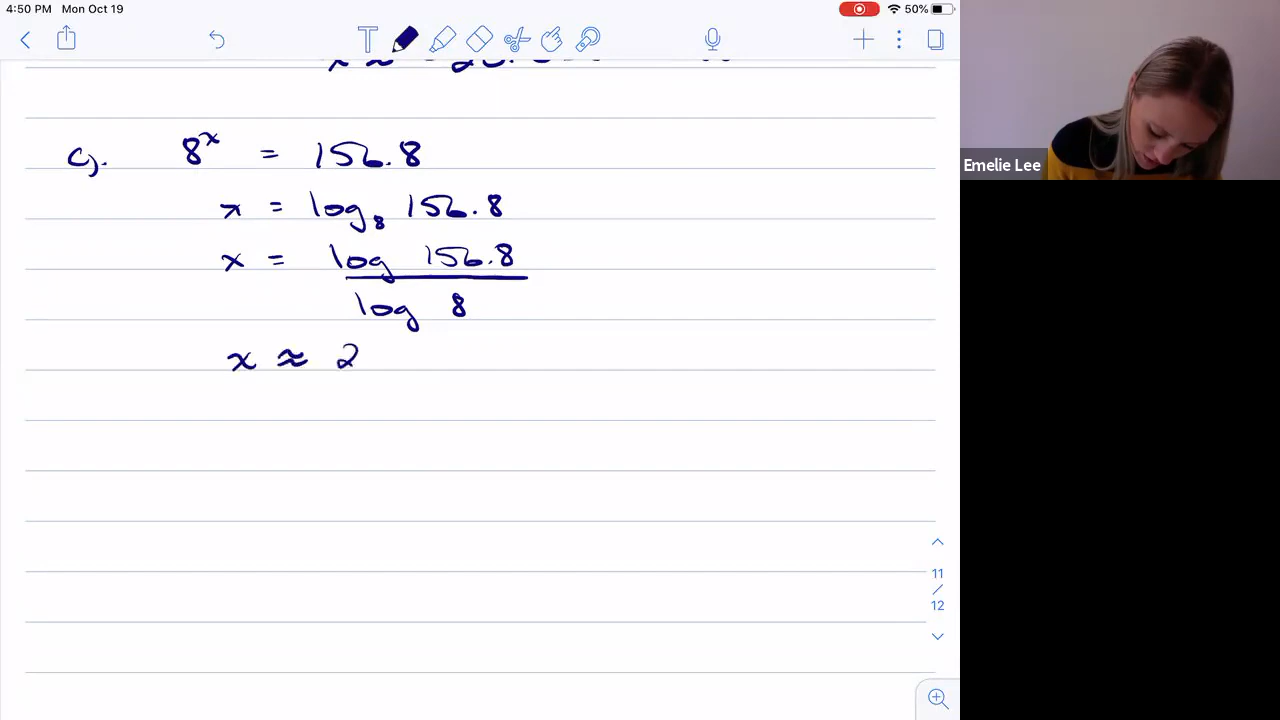 4:50 PM Mon Oct 19
50%
c).
8^x = 156.8
x = log_8 156.8
x = log 156.8
log 8
x ≈ 2
Emelie Lee
11
/
12